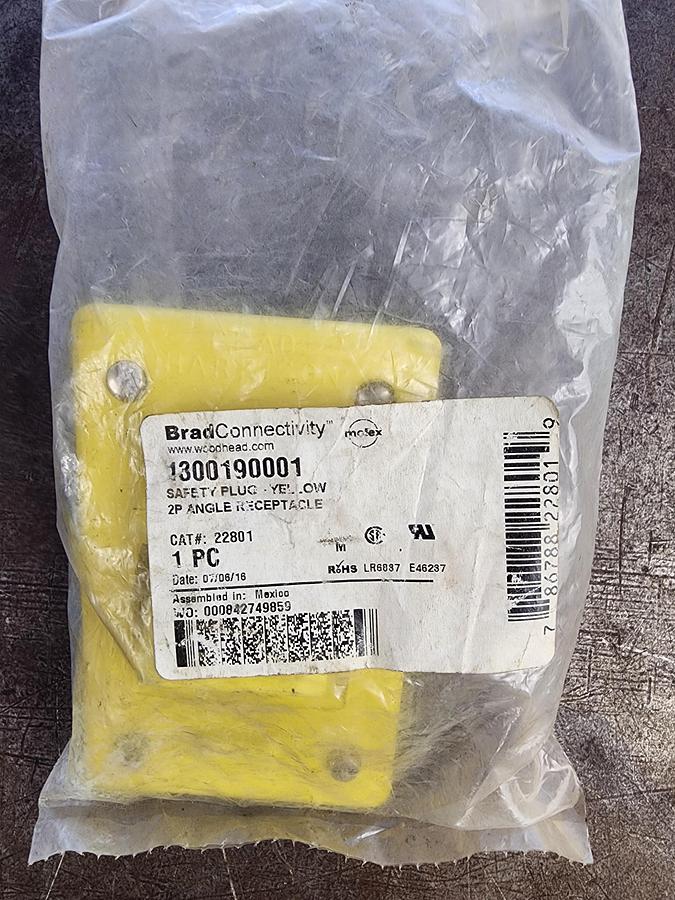 BradConnectivity™ molex
www.woodhead.com
1300190001
SAFETY PLUG - YELLOW
2P ANGLE RECEPTACLE
CAT#: 22801
1 PC
M
RoHS LR6837 E46237
Date: 07/06/16
Assembled in: Mexico
WO: 000842749859
7 86788 22801 9